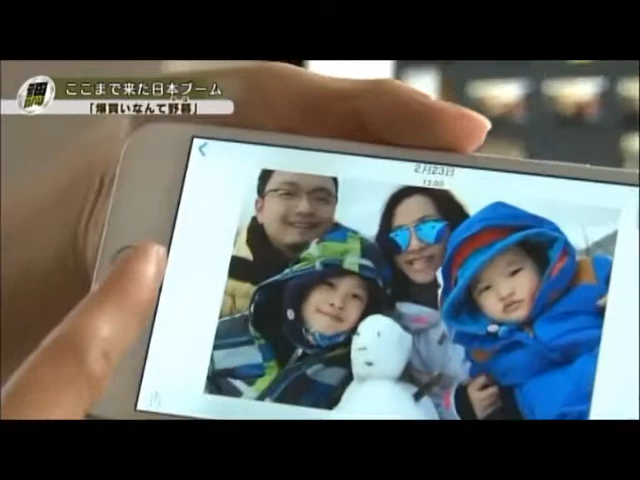 調
ここまで来た日本ブーム
「爆買いなんて野暮」
2月23日